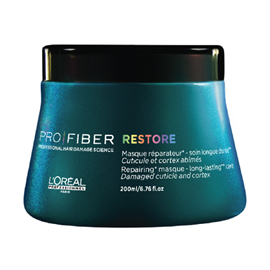 PRO|FIBER RESTORE
PROFESSIONAL HAIR DAMAGE SCIENCE
Masque réparateur* - soin longue durée**
Cuticule et cortex abîmés
Repairing* masque - long-lasting** care
Damaged cuticle and cortex
200ml/6.76 fl.oz
L'ORÉAL
PROFESSIONNEL
PARIS